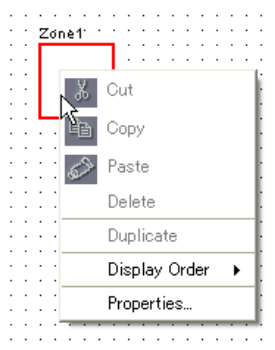 Zone1
Cut
Copy
Paste
Delete
Duplicate
Display Order
Properties...